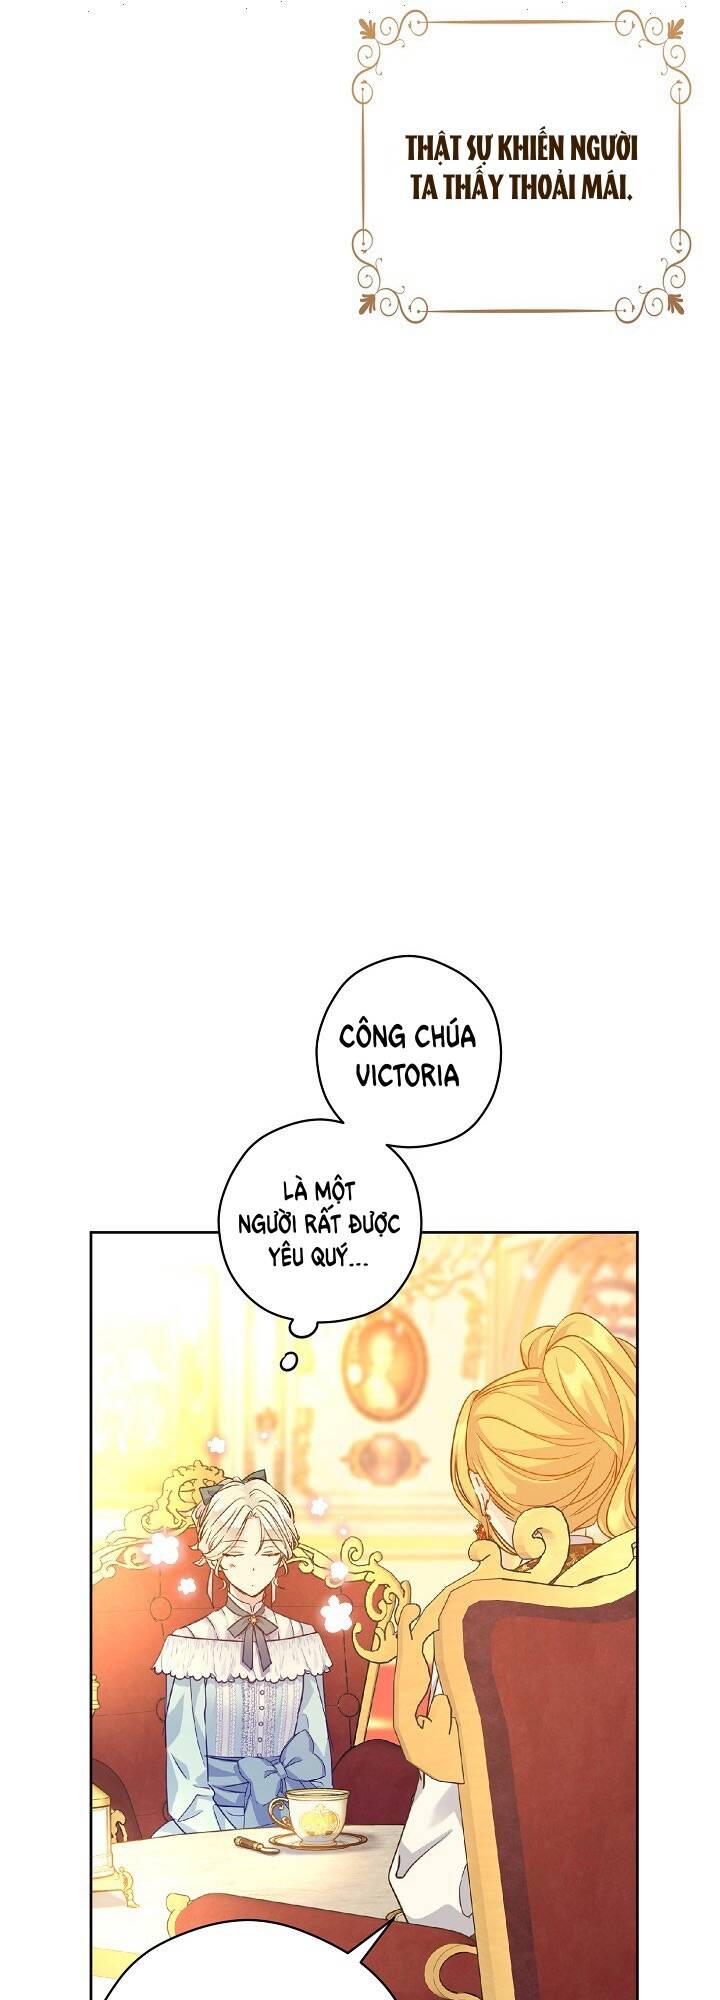 THẬT SỰ KHIẾN NGƯỜI
TA THẤY THOẢI MÁI.
CÔNG CHÚA
VICTORIA
LÀ MỘT
NGƯỜI RẤT ĐƯỢC
YÊU QUÝ...